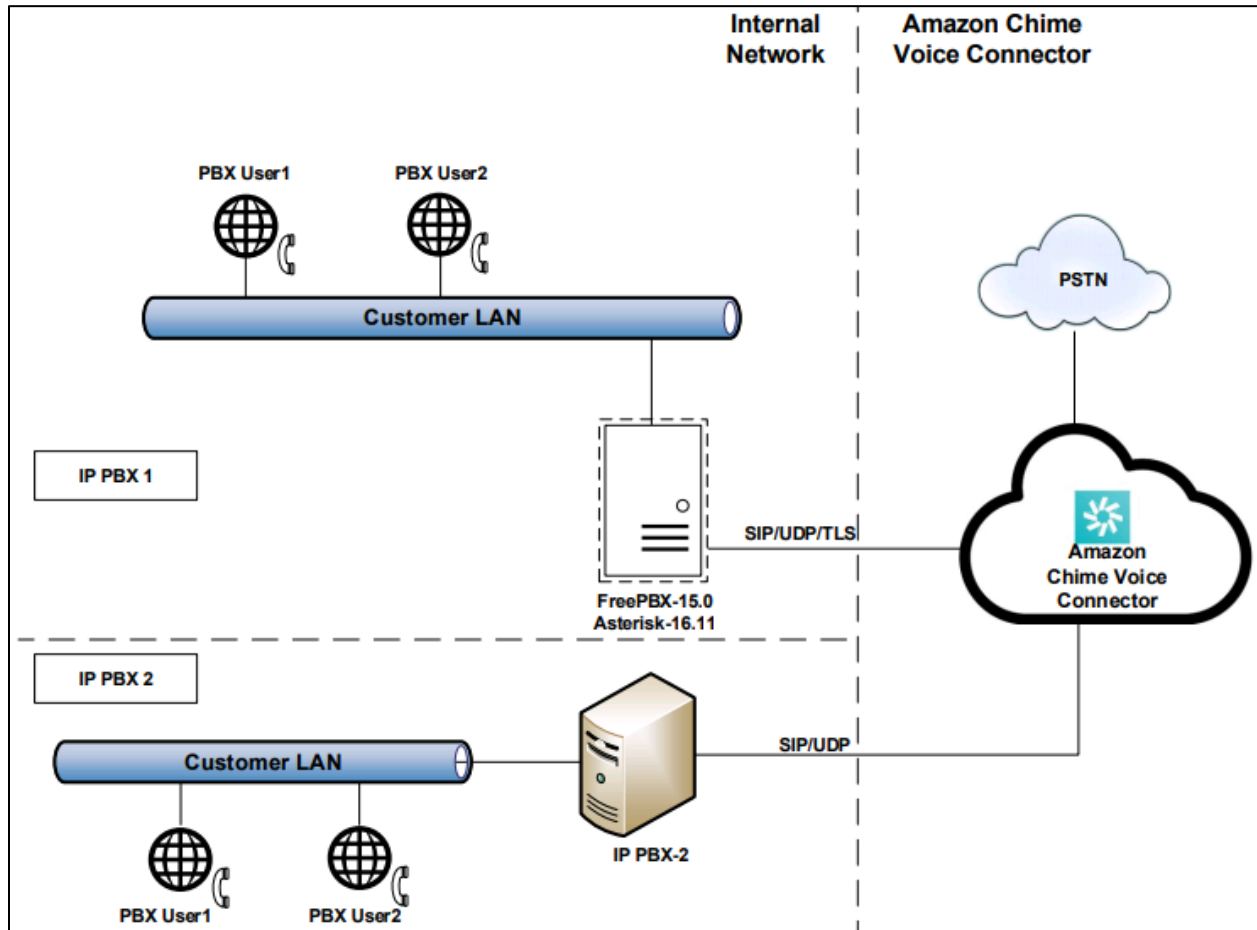 Internal
Network
Amazon Chime
Voice Connector
PBX User1
PBX User2
Customer LAN
PSTN
IP PBX 1
SIP/UDP/TLS
Amazon
Chime Voice
Connector
FreePBX-15.0
Asterisk-16.11
IP PBX 2
Customer LAN
SIP/UDP
IP PBX-2
PBX User1
PBX User2